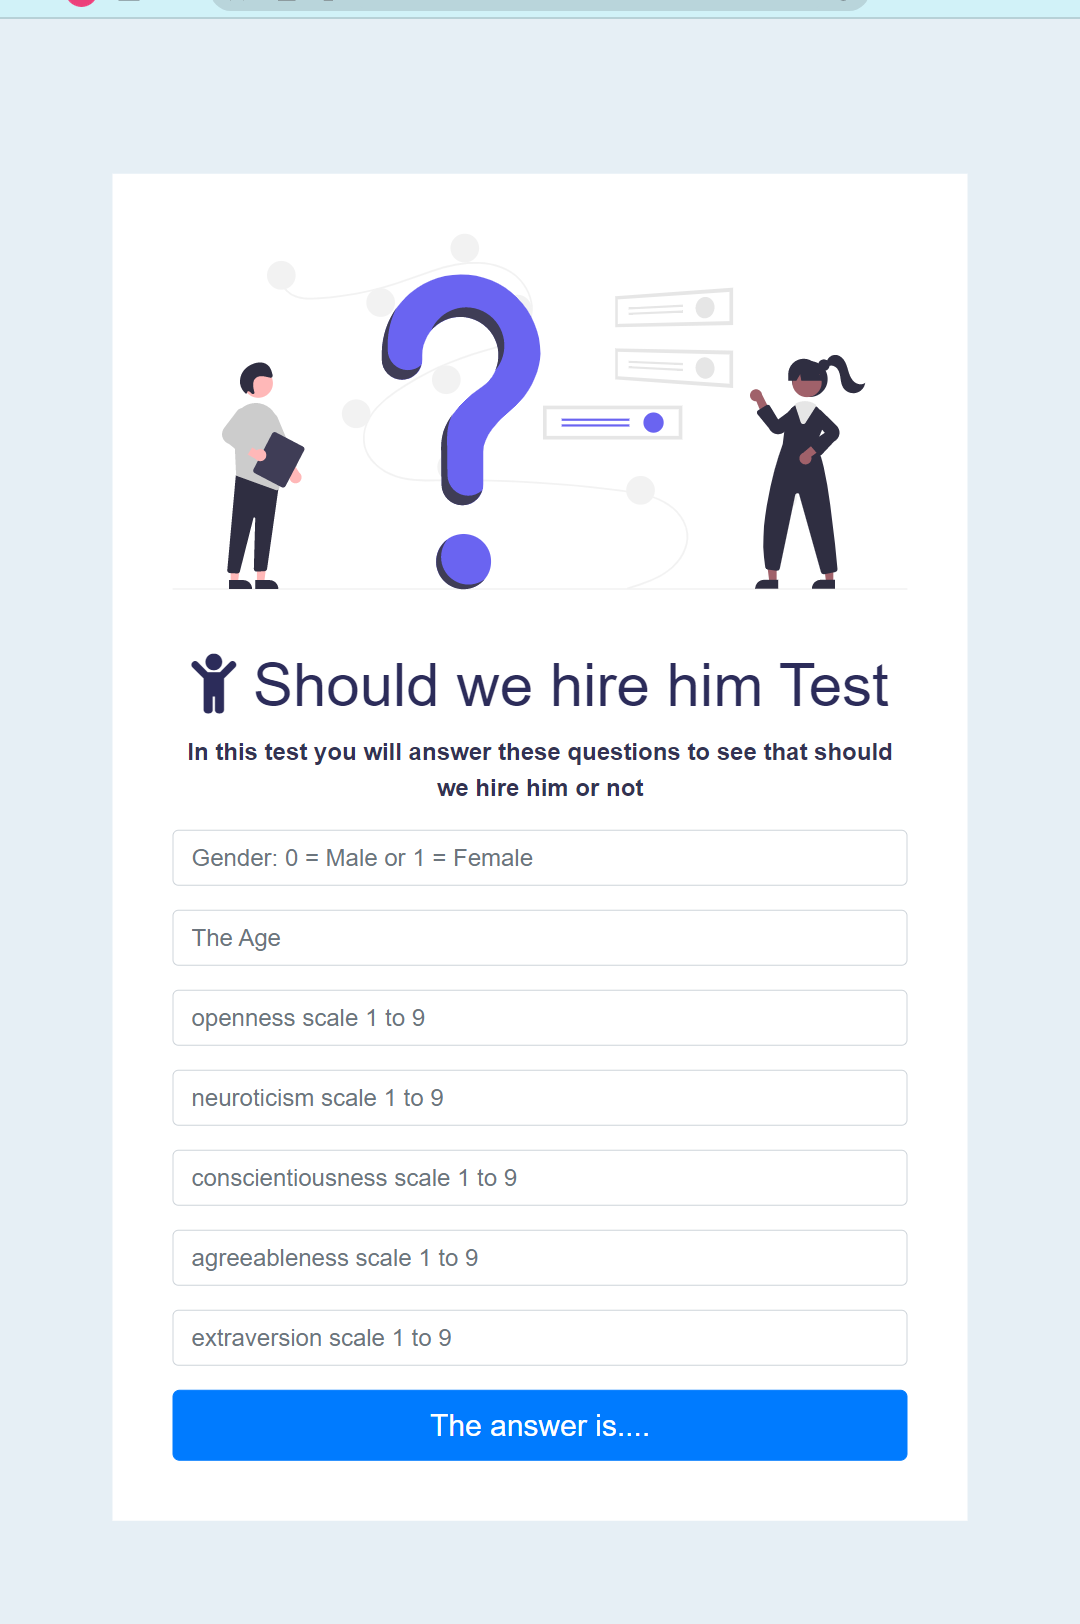 Should we hire him Test
In this test you will answer these questions to see that should
we hire him or not
Gender: 0 = Male or 1 = Female
The Age
openness scale 1 to 9
neuroticism scale 1 to 9
conscientiousness scale 1 to 9
agreeableness scale 1 to 9
extraversion scale 1 to 9
The answer is....